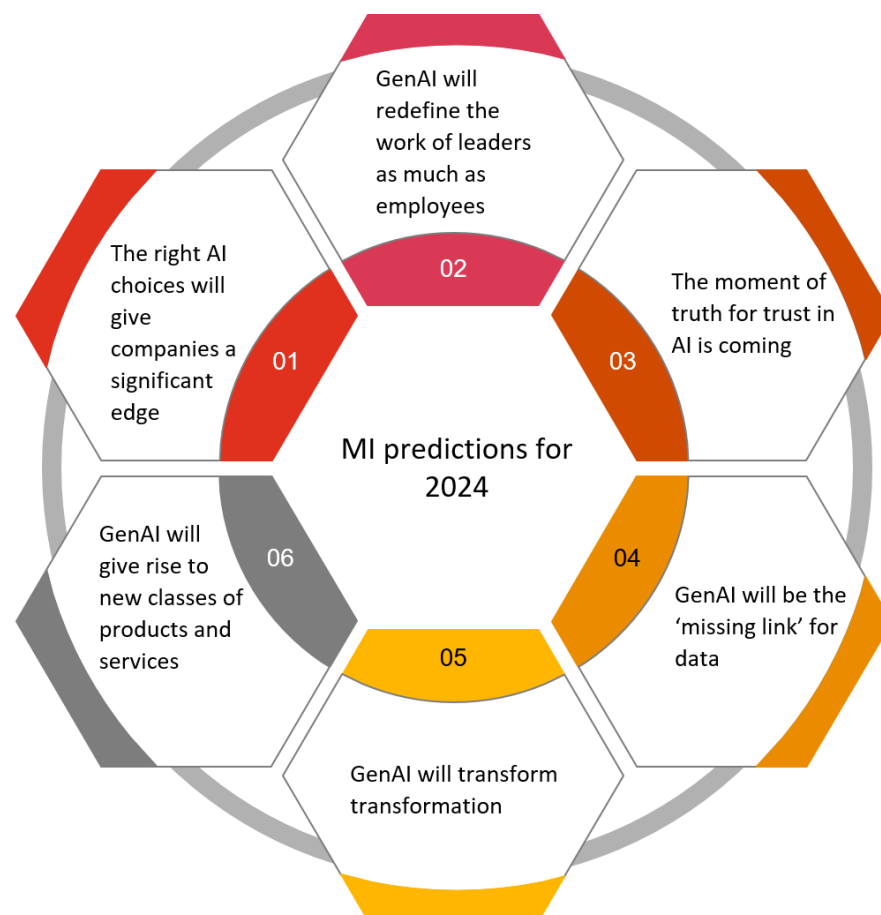 MI predictions for
2024
01
The right AI
choices will
give
companies a
significant
edge
02
GenAI will
redefine the
work of leaders
as much as
employees
03
The moment of
truth for trust in
AI is coming
04
GenAI will be the
‘missing link’ for
data
05
GenAI will transform
transformation
06
GenAI will
give rise to
new classes of
products and
services